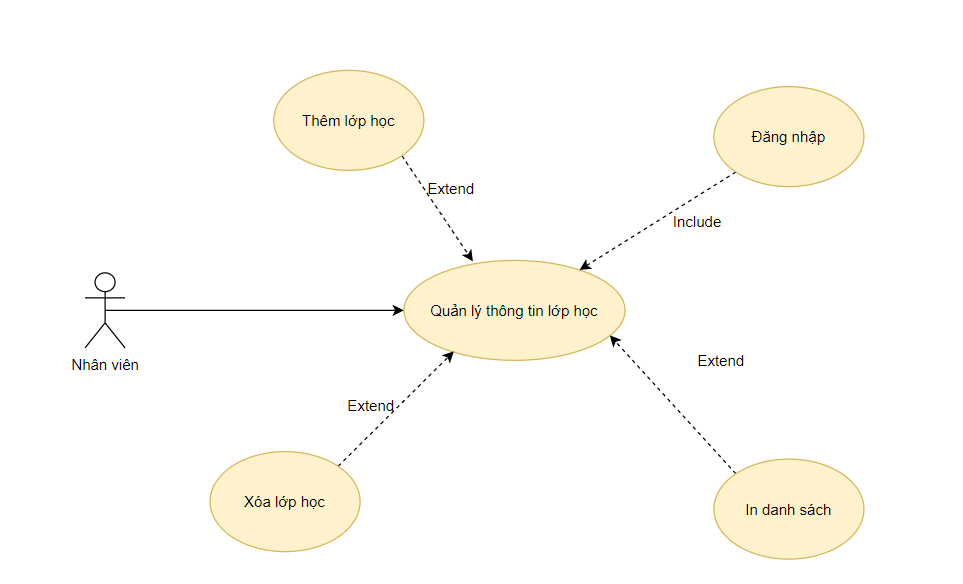 Thêm lớp học
Đăng nhập
Extend
Include
Quản lý thông tin lớp học
Nhân viên
Extend
Extend
Xóa lớp học
In danh sách